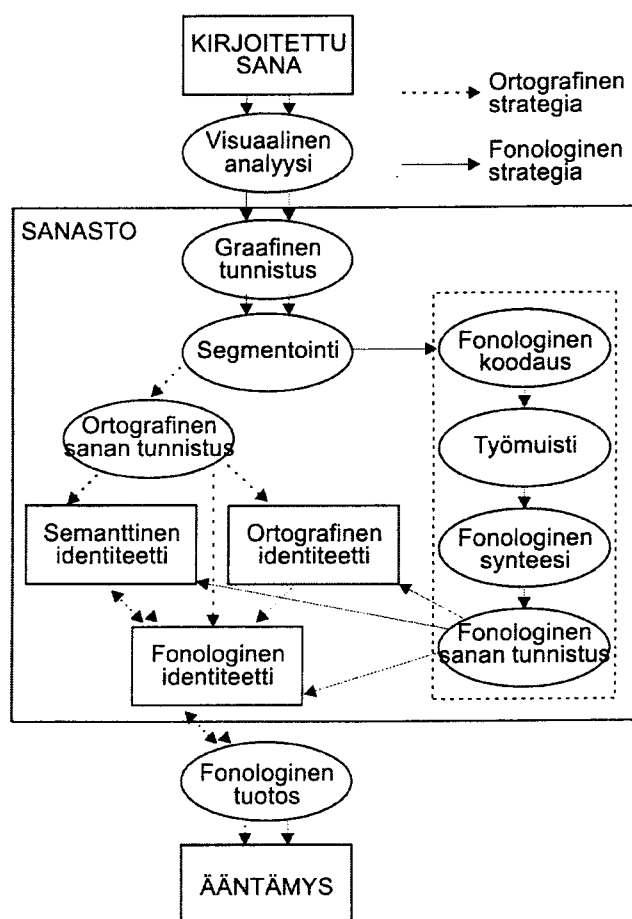 KIRJOITETTU
SANA
Ortografinen
strategia
Visuaalinen
analyysi
Fonologinen
strategia
SANASTO
Graafinen
tunnistus
Segmentointi
Fonologinen
koodaus
Ortografinen
sanan tunnistus
Työmuisti
Semanttinen
identiteetti
Ortografinen
identiteetti
Fonologinen
synteesi
Fonologinen
identiteetti
Fonologinen
sanan tunnistus
Fonologinen
tuotos
ÄÄNTÄMYS